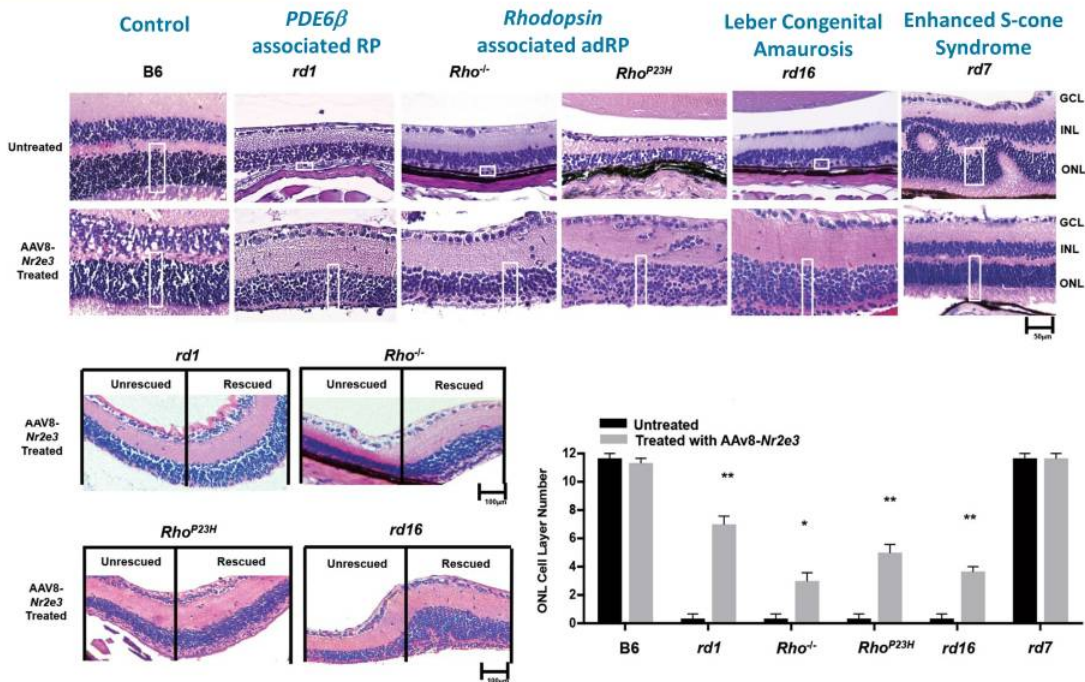 Control
PDE6β
associated RP
Rhodopsin
associated adRP
Leber Congenital
Amaurosis
Enhanced S-cone
Syndrome
B6
rd1
Rho-/-
RhoP23H
rd16
rd7
Untreated
GCL
INL
ONL
AAV8-
Nr2e3
Treated
GCL
INL
ONL
50µm
rd1
Rho-/-
Unrescued
Rescued
Unrescued
Rescued
AAV8-
Nr2e3
Treated
100µm
RhoP23H
rd16
Unrescued
Rescued
Unrescued
Rescued
AAV8-
Nr2e3
Treated
100µm
Untreated
Treated with AAv8-Nr2e3
ONL Cell Layer Number
12
10
8
6
4
2
0
**
*
**
**
B6
rd1
Rho-/-
RhoP23H
rd16
rd7